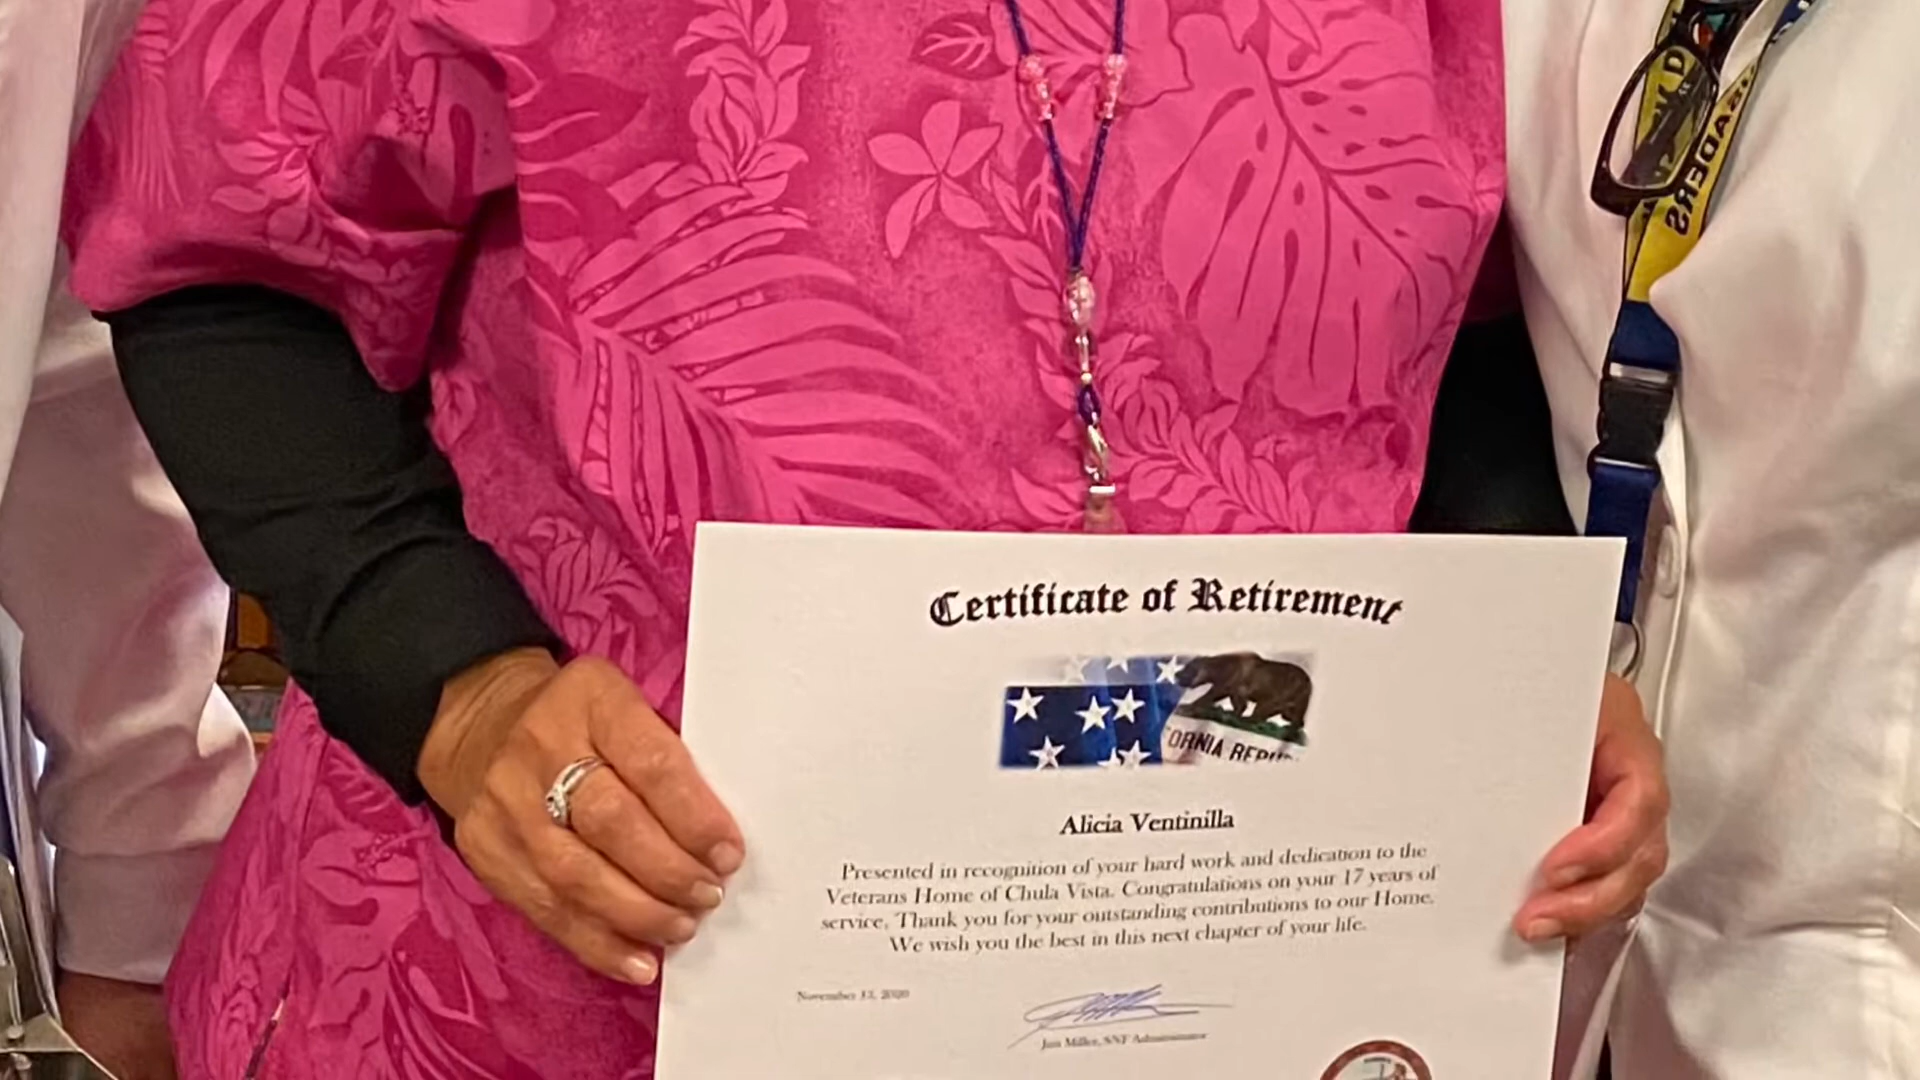 Certificate of Retirement
ORNIA REPU
Alicia Ventinilla
Presented in recognition of your hard work and dedication to the
Veterans Home of Chula Vista. Congratulations on your 17 years of
service. Thank you for your outstanding contributions to our Home.
We wish you the best in this next chapter of your life.
November 13, 2020
Miller, SNF Administrator